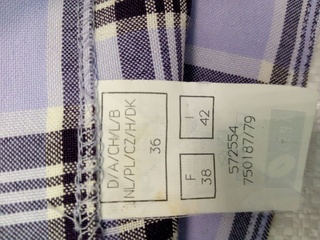 D/A/CH/L/B
NL/PL/CZ/H/DK
36
F
38
I
42
572554
750187/79